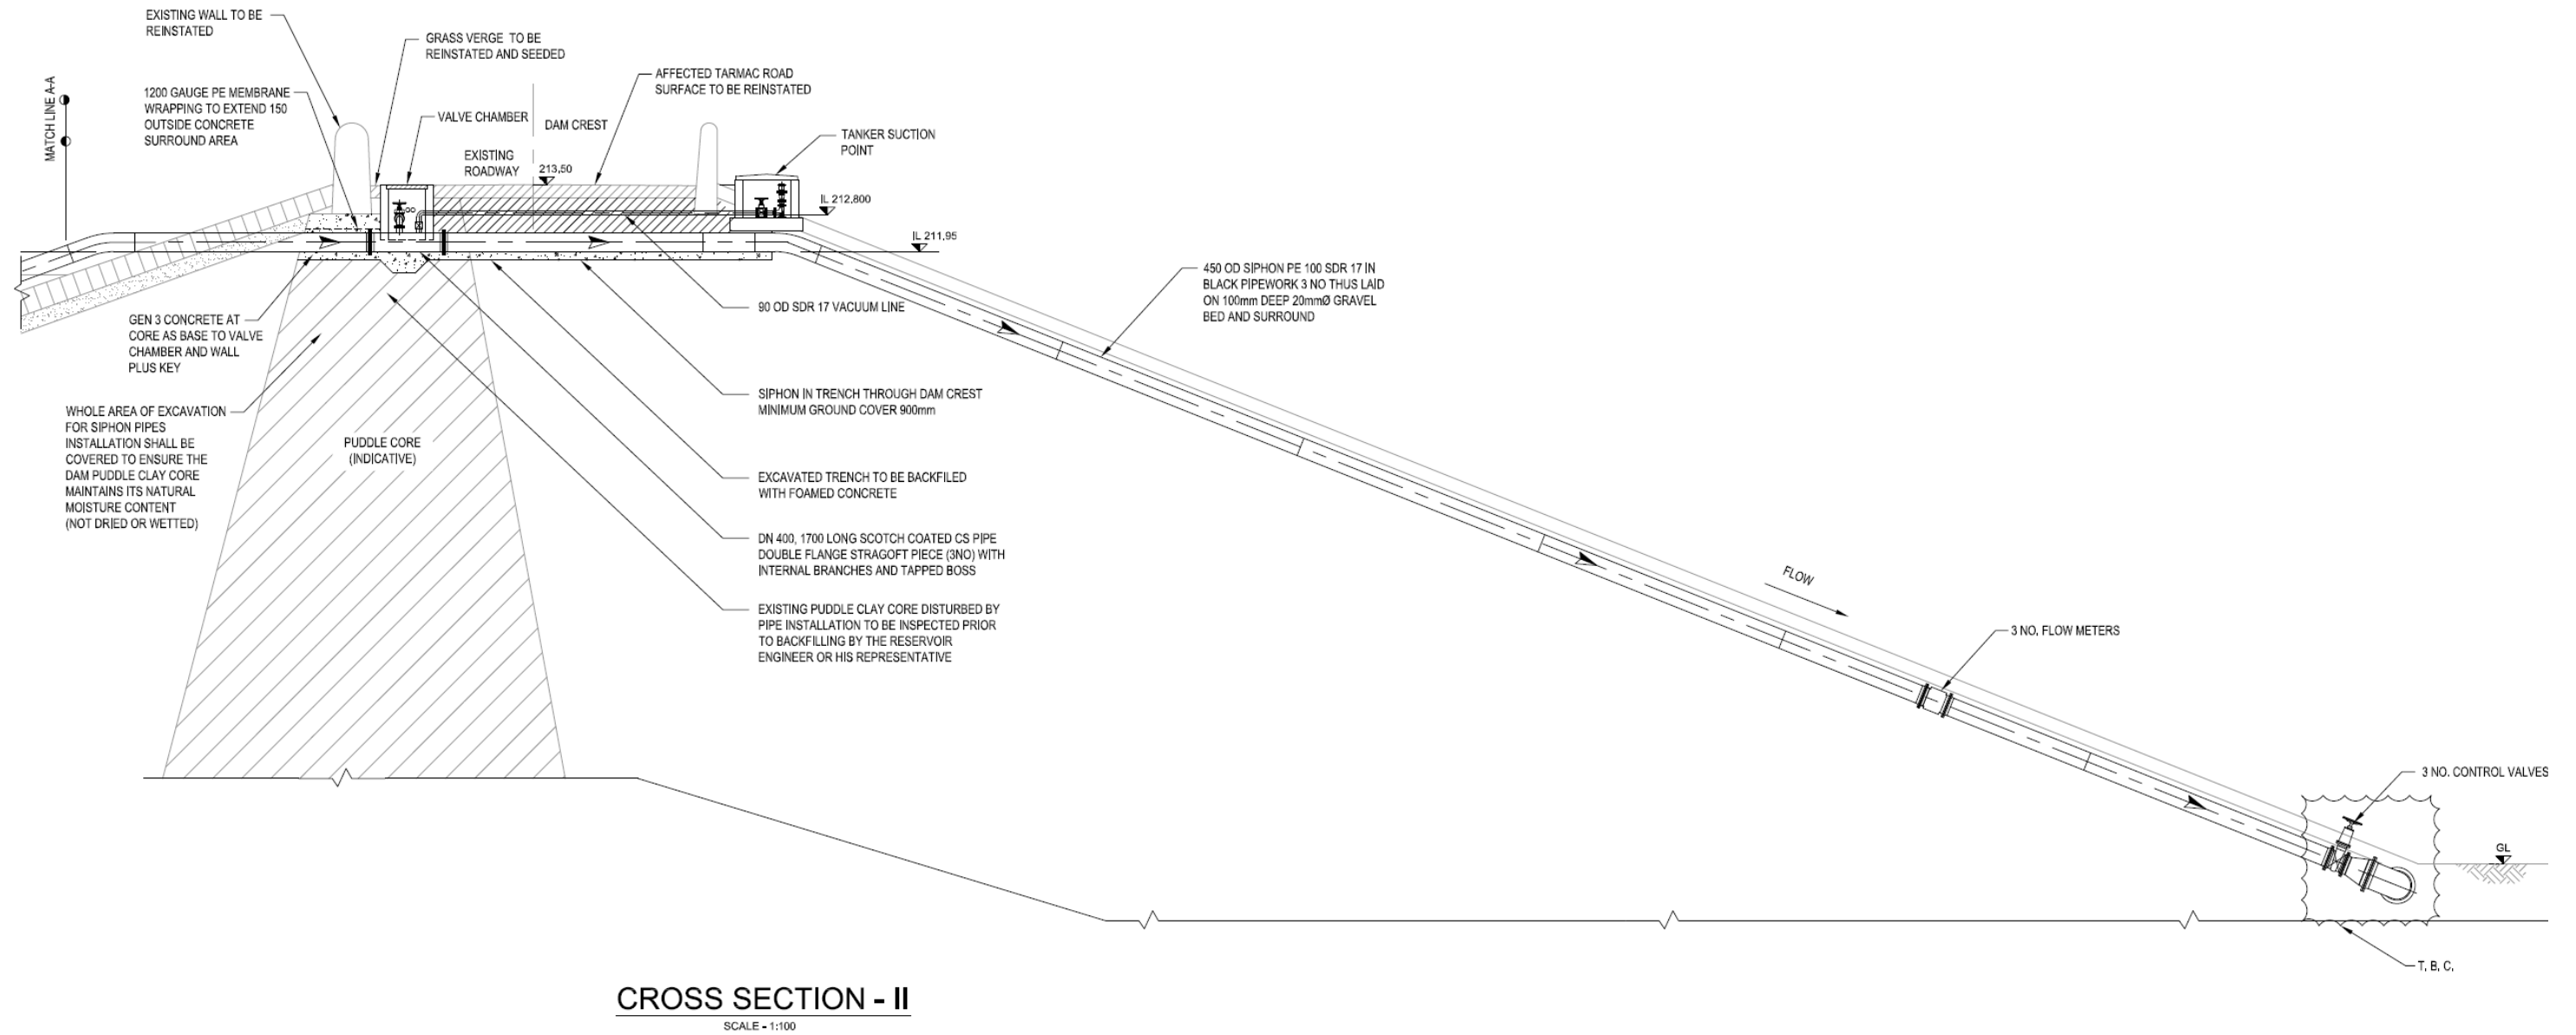 EXISTING WALL TO BE
REINSTATED
GRASS VERGE TO BE
REINSTATED AND SEEDED
AFFECTED TARMAC ROAD
SURFACE TO BE REINSTATED
MATCH LINE A-A
1200 GAUGE PE MEMBRANE
WRAPPING TO EXTEND 150
OUTSIDE CONCRETE
SURROUND AREA
VALVE CHAMBER
DAM CREST
TANKER SUCTION
POINT
EXISTING
ROADWAY
213,50
IL 212,800
IL 211,95
450 OD SIPHON PE 100 SDR 17 IN
BLACK PIPEWORK 3 NO THUS LAID
ON 100mm DEEP 20mmØ GRAVEL
BED AND SURROUND
90 OD SDR 17 VACUUM LINE
GEN 3 CONCRETE AT
CORE AS BASE TO VALVE
CHAMBER AND WALL
PLUS KEY
SIPHON IN TRENCH THROUGH DAM CREST
MINIMUM GROUND COVER 900mm
WHOLE AREA OF EXCAVATION
FOR SIPHON PIPES
INSTALLATION SHALL BE
COVERED TO ENSURE THE
DAM PUDDLE CLAY CORE
MAINTAINS ITS NATURAL
MOISTURE CONTENT
(NOT DRIED OR WETTED)
PUDDLE CORE
(INDICATIVE)
EXCAVATED TRENCH TO BE BACKFILED
WITH FOAMED CONCRETE
DN 400, 1700 LONG SCOTCH COATED CS PIPE
DOUBLE FLANGE STRAGOFT PIECE (3NO) WITH
INTERNAL BRANCHES AND TAPPED BOSS
FLOW
EXISTING PUDDLE CLAY CORE DISTURBED BY
PIPE INSTALLATION TO BE INSPECTED PRIOR
TO BACKFILLING BY THE RESERVOIR
ENGINEER OR HIS REPRESENTATIVE
3 NO. FLOW METERS
3 NO. CONTROL VALVES
GL
T. B. C.
CROSS SECTION - II
SCALE - 1:100